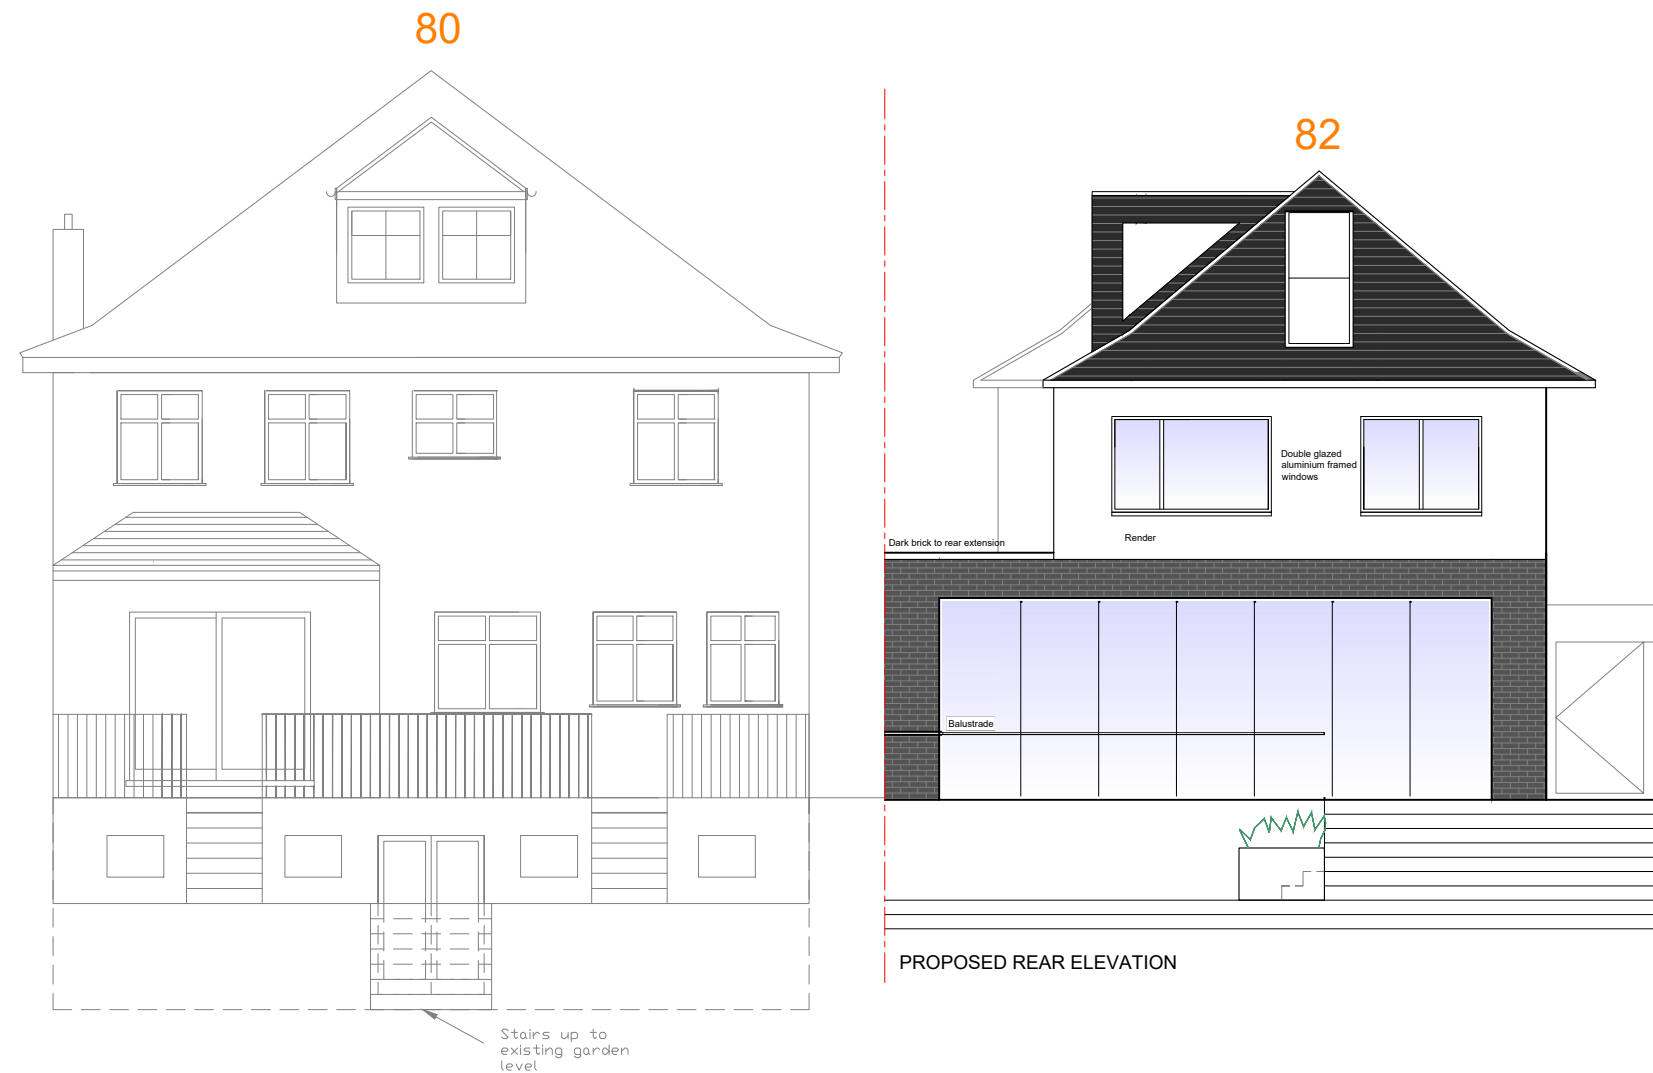 80
82
Double glazed
aluminium framed
windows
Render
Dark brick to rear extension
Balustrade
PROPOSED REAR ELEVATION
Stairs up to
existing garden
level